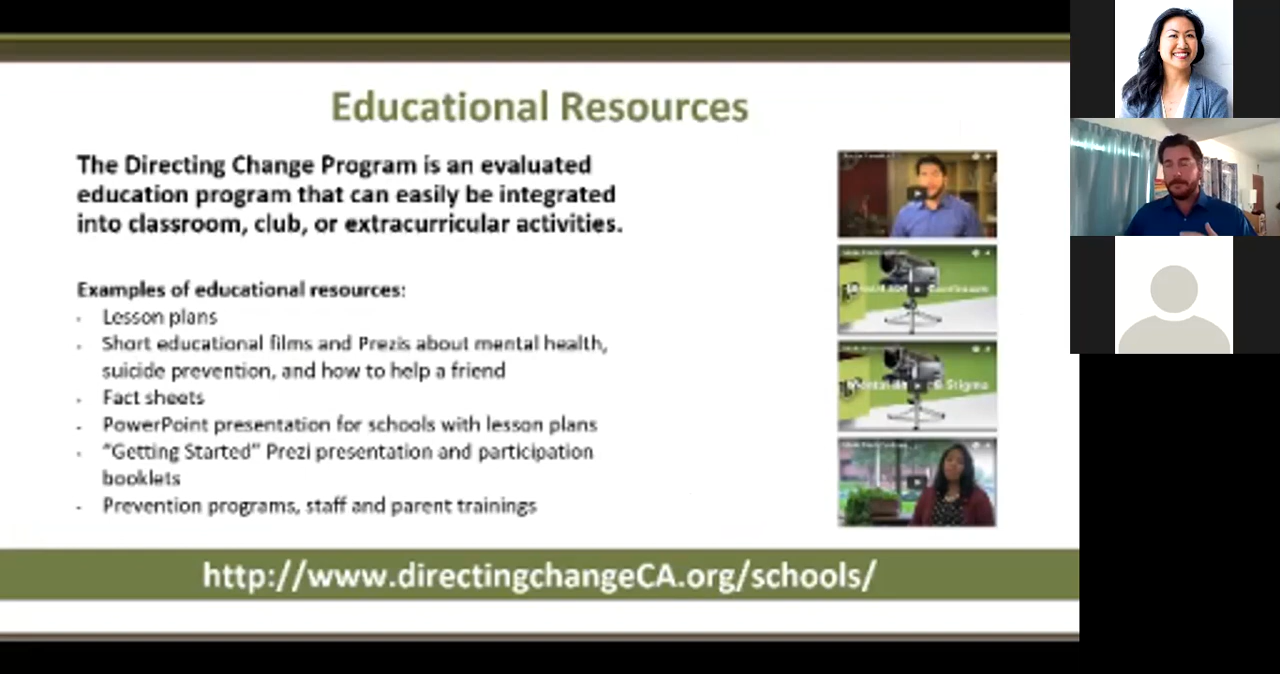 Educational Resources
The Directing Change Program is an evaluated
education program that can easily be integrated
into classroom, club, or extracurricular activities.
Examples of educational resources:
- Lesson plans
- Short educational films and Prezis about mental health,
suicide prevention, and how to help a friend
- Fact sheets
- PowerPoint presentation for schools with lesson plans
- “Getting Started” Prezi presentation and participation
booklets
- Prevention programs, staff and parent trainings
Stigma
http://www.directingchangeCA.org/schools/